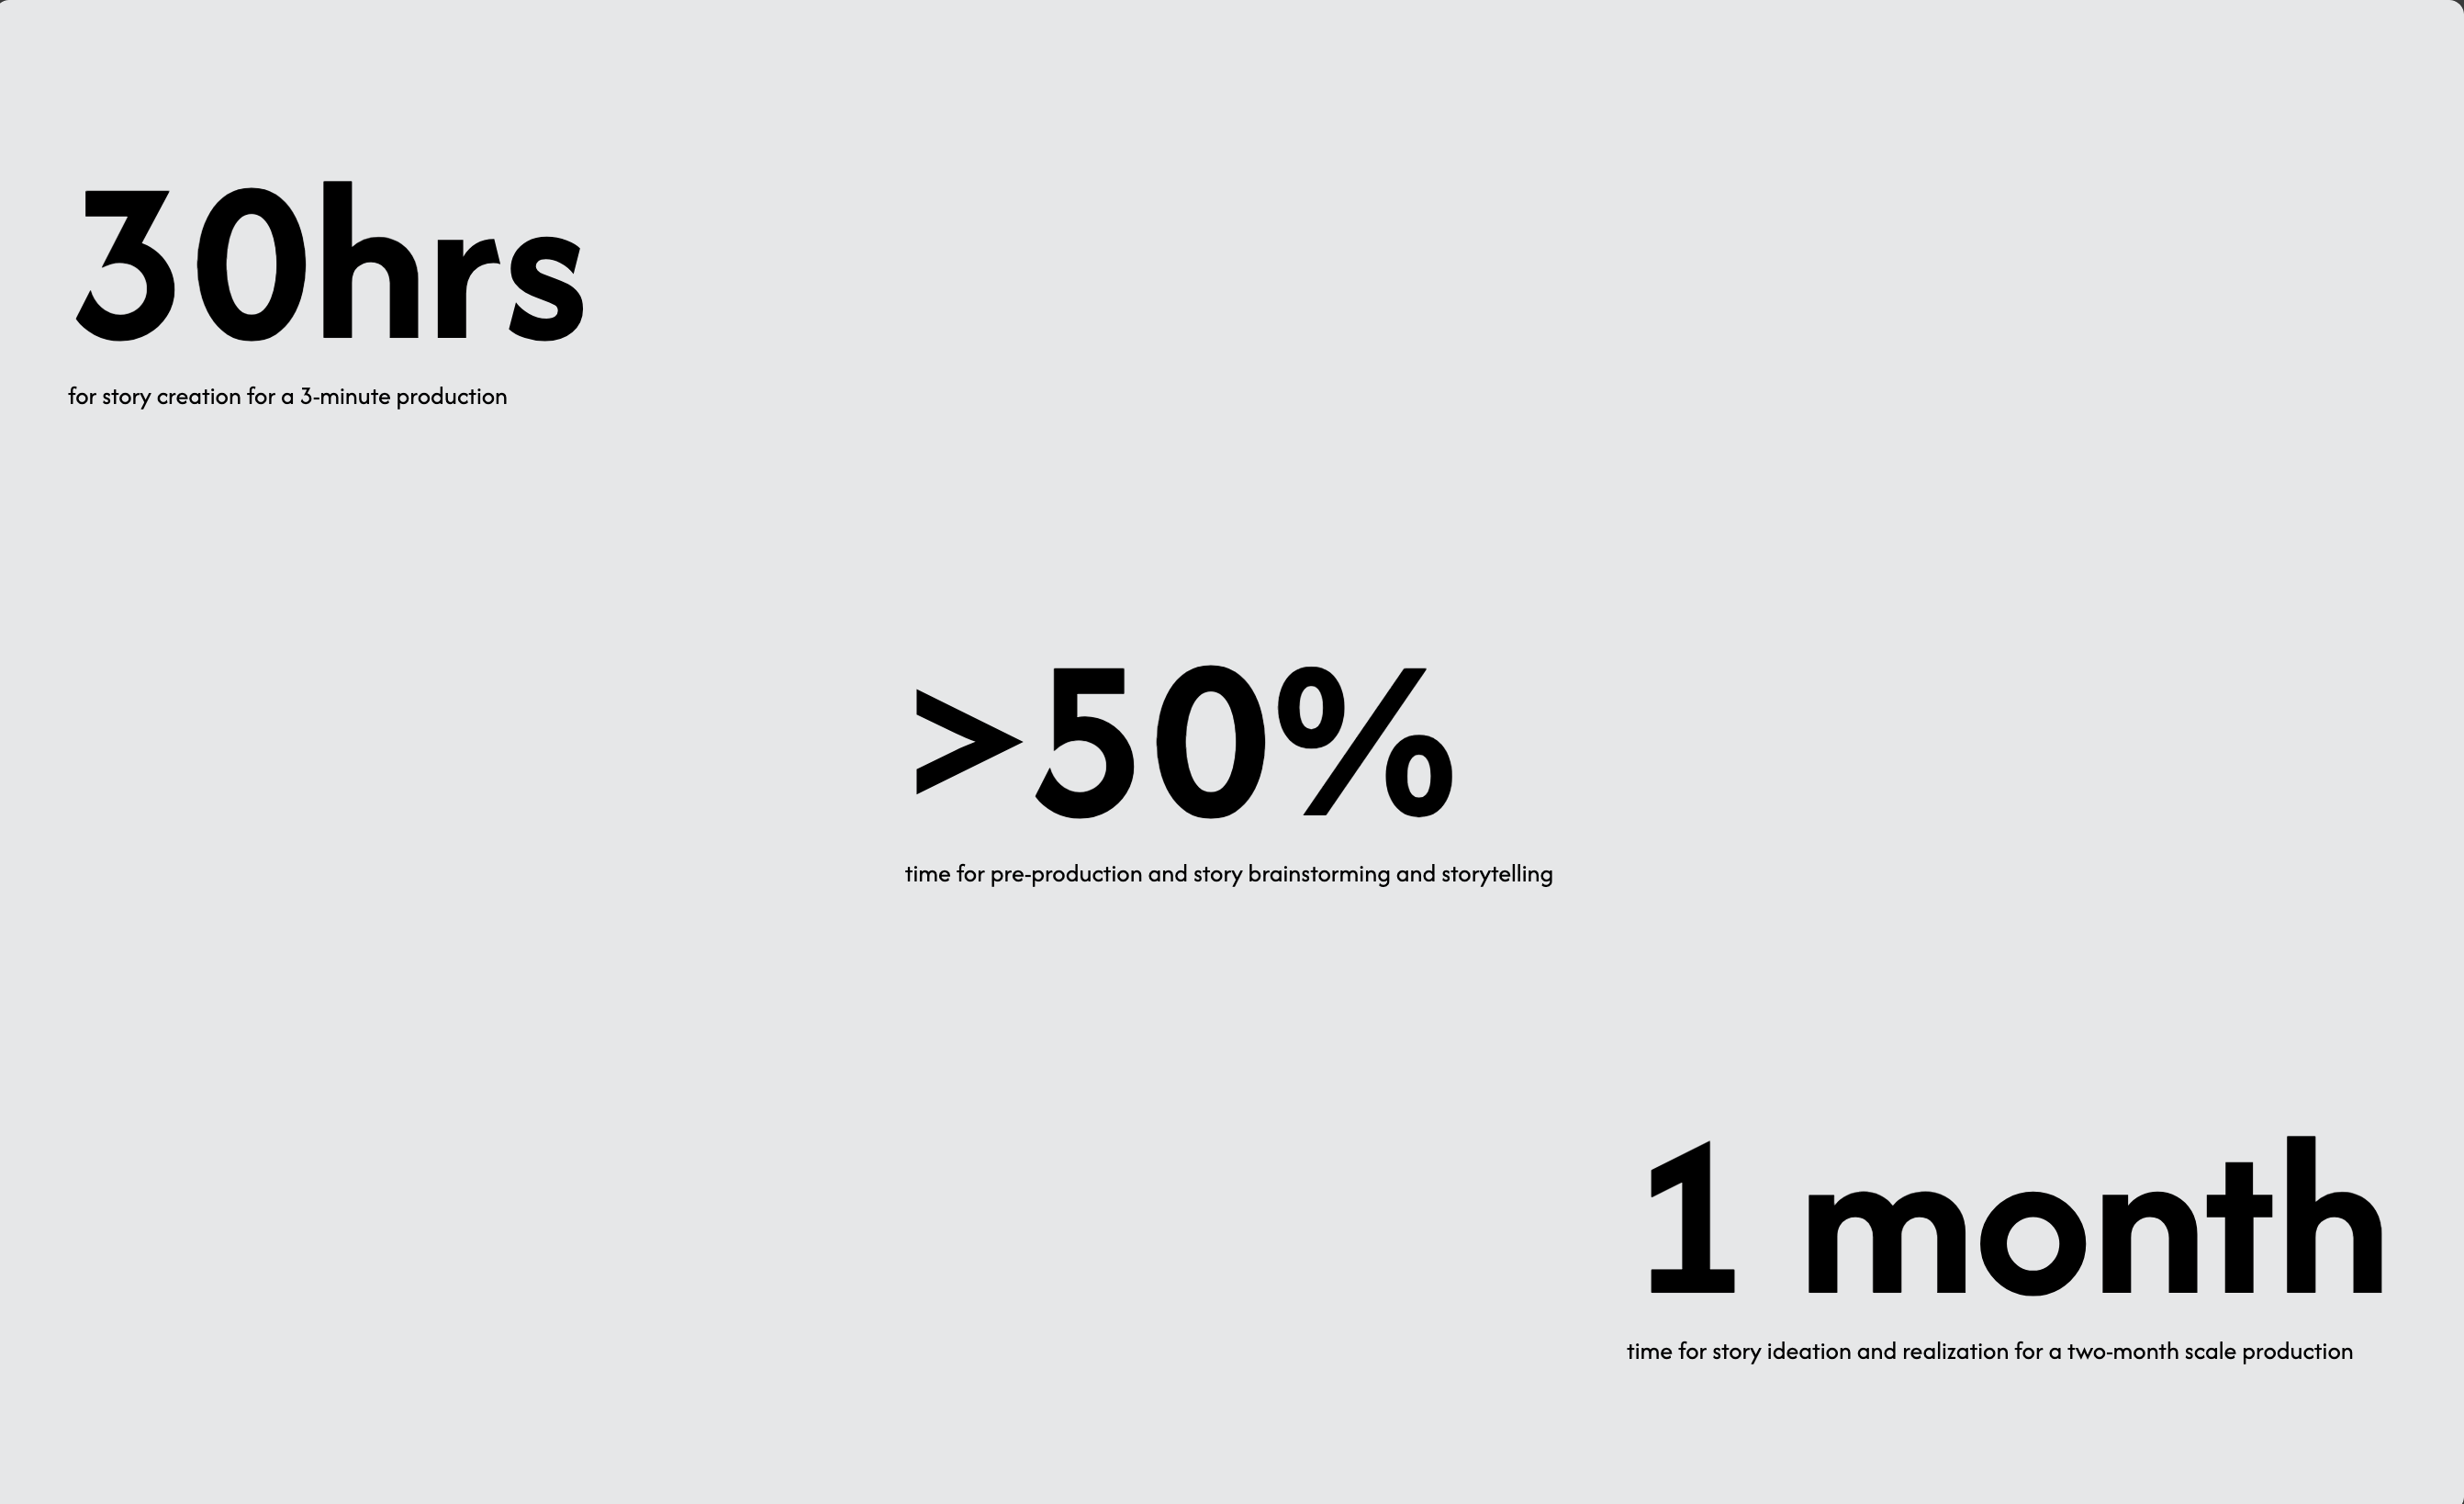 30hrs
for story creation for a 3-minute production
>50%
time for pre-production and story brainstorming and storytelling
1 month
time for story ideation and realization for a two-month scale production